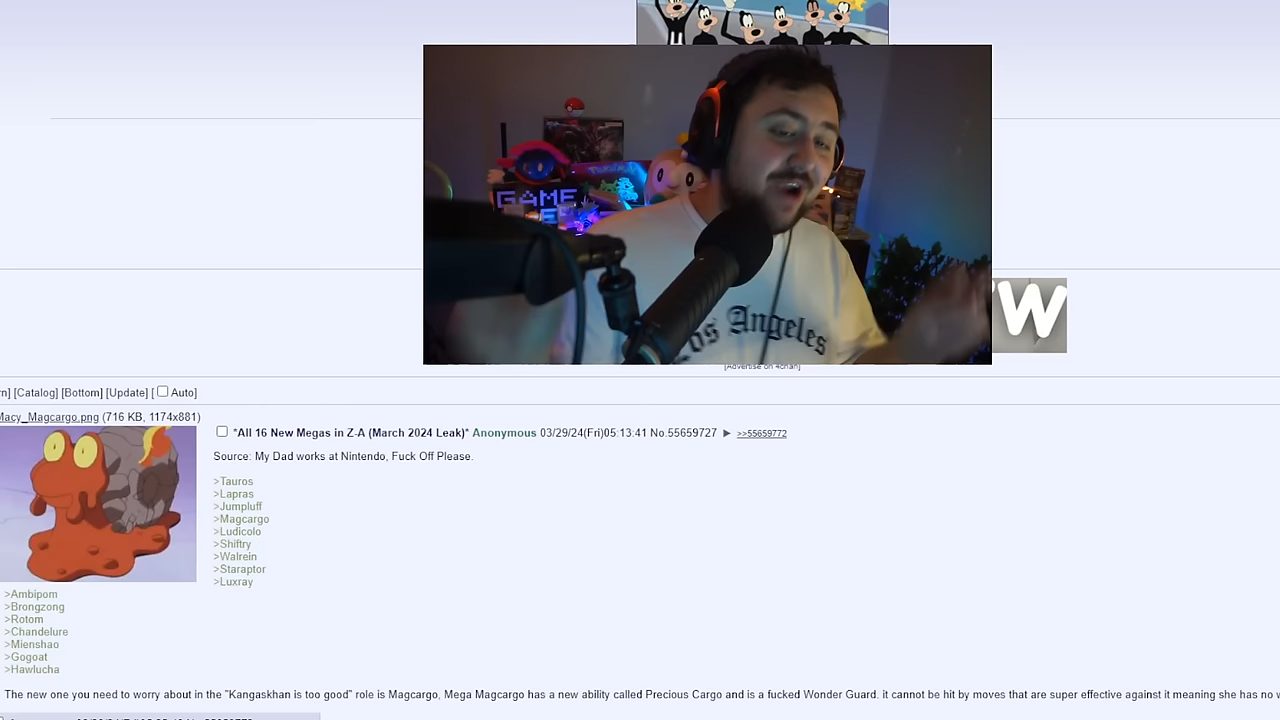 GAME
Los Angeles
W
[Advertise on 4chan]
[Catalog] [Bottom] [Update] [ Auto]
Macy_Magcargo.png (716 KB, 1174x881)
*All 16 New Megas in Z-A (March 2024 Leak)* Anonymous 03/29/24(Fri)05:13:41 No.55659727 ▶ >>55659772
Source: My Dad works at Nintendo, Fuck Off Please.
>Tauros
>Lapras
>Jumpluff
>Magcargo
>Ludicolo
>Shiftry
>Walrein
>Staraptor
>Luxray
>Ambipom
>Brongzong
>Rotom
>Chandelure
>Mienshao
>Gogoat
>Hawlucha
The new one you need to worry about in the "Kangaskhan is too good" role is Magcargo, Mega Magcargo has a new ability called Precious Cargo and is a fucked Wonder Guard. it cannot be hit by moves that are super effective against it meaning she has no